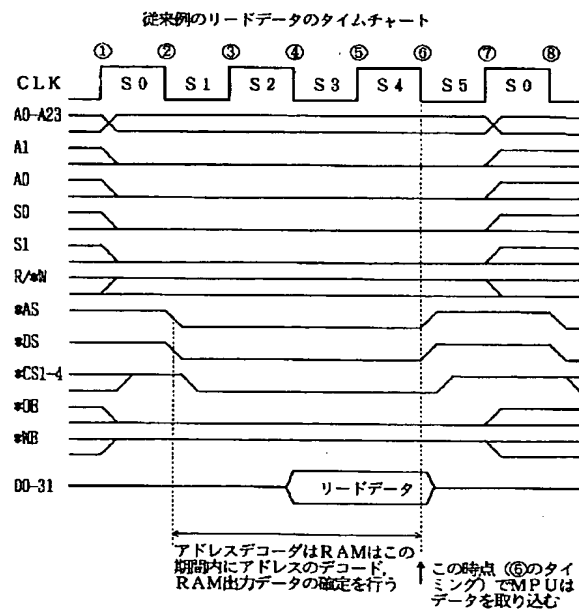 従来例のリードデータのタイムチャート
① ② ③ ④ ⑤ ⑥ ⑦ ⑧
CLK S0 S1 S2 S3 S4 S5 S0
A0-A23
A1
A0
S0
S1
R/*W
*AS
*DS
*CS1-4
*OE
*WE
D0-31 リードデータ
アドレスデコーダはRAMはこの
期間内にアドレスのデコード,
RAM出力データの確定を行う
↑この時点(⑥のタイ
ミング)でMPUは
データを取り込む